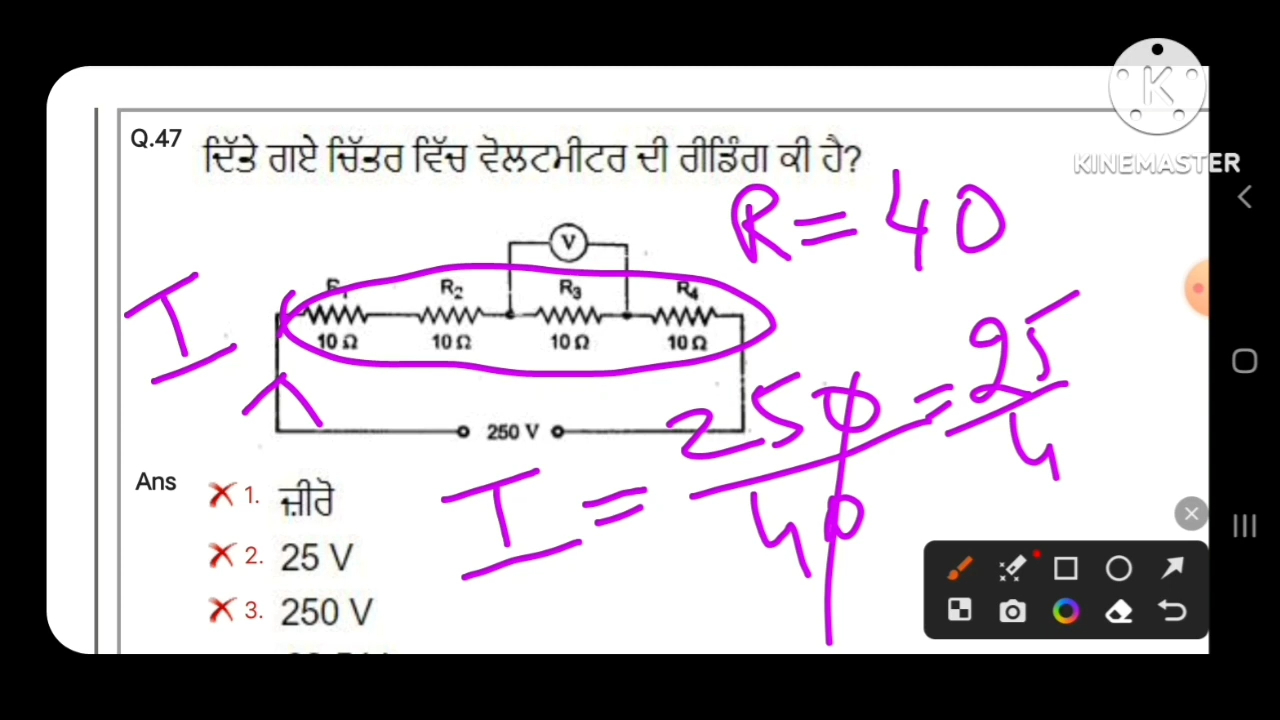 KINEMASTER
Q.47 ਦਿੱਤੇ ਗਏ ਚਿੱਤਰ ਵਿੱਚ ਵੋਲਟਮੀਟਰ ਦੀ ਰੀਡਿੰਗ ਕੀ ਹੈ?
R = 40
V
R₂ R₃ R₄
10 Ω 10 Ω 10 Ω 10 Ω
I
250 V
I = 250/40 = 25/4
Ans 1. ਜ਼ੀਰੋ
2. 25 V
3. 250 V